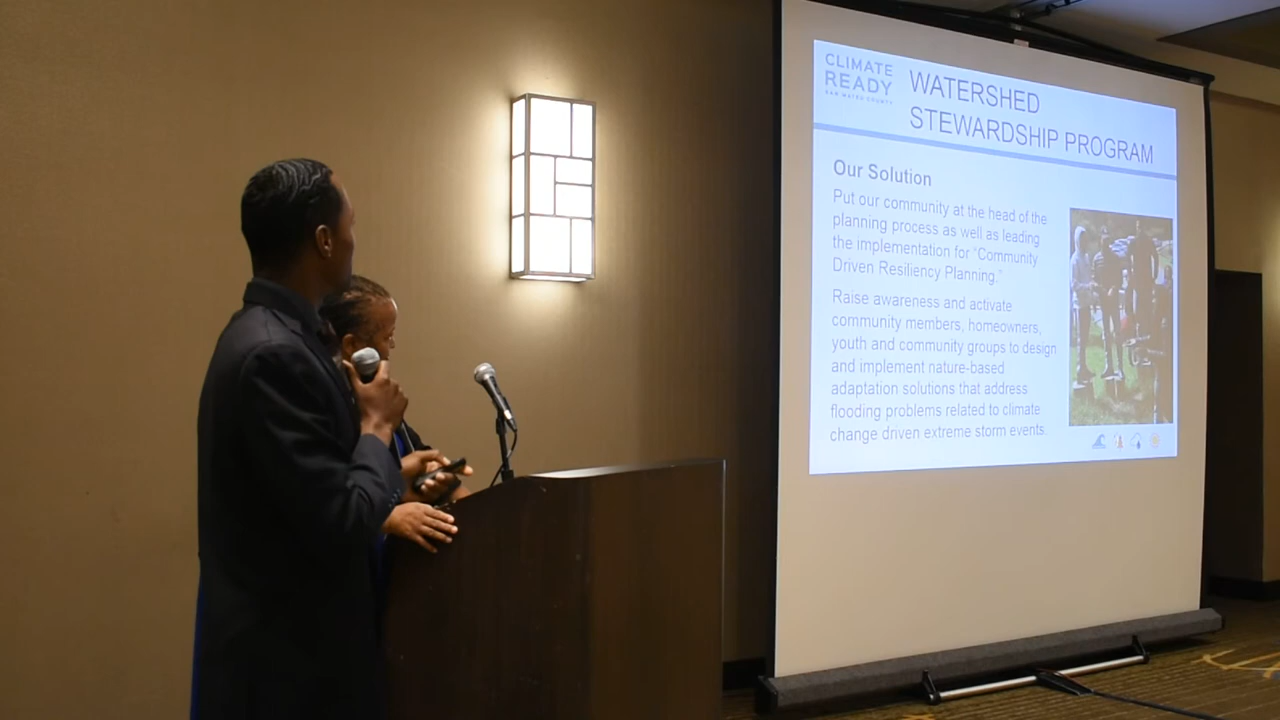 CLIMATE
READY
SAN MATEO COUNTY
WATERSHED
STEWARDSHIP PROGRAM
Our Solution
Put our community at the head of the
planning process as well as leading
the implementation for "Community
Driven Resiliency Planning."
Raise awareness and activate
community members, homeowners,
youth and community groups to design
and implement nature-based
adaptation solutions that address
flooding problems related to climate
change driven extreme storm events.